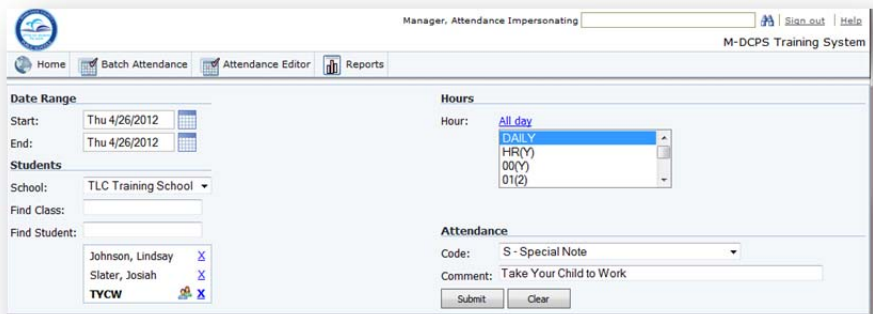 Manager, Attendance Impersonating Sign out | Help
M-DCPS Training System
Home Batch Attendance Attendance Editor Reports
Date Range
Start: Thu 4/26/2012
End: Thu 4/26/2012
Students
School: TLC Training School
Find Class:
Find Student:
Johnson, Lindsay X
Slater, Josiah X
TYCW X
Hours
Hour: All day
DAILY
HR(Y)
00(Y)
01(2)
Attendance
Code: S - Special Note
Comment: Take Your Child to Work
Submit Clear